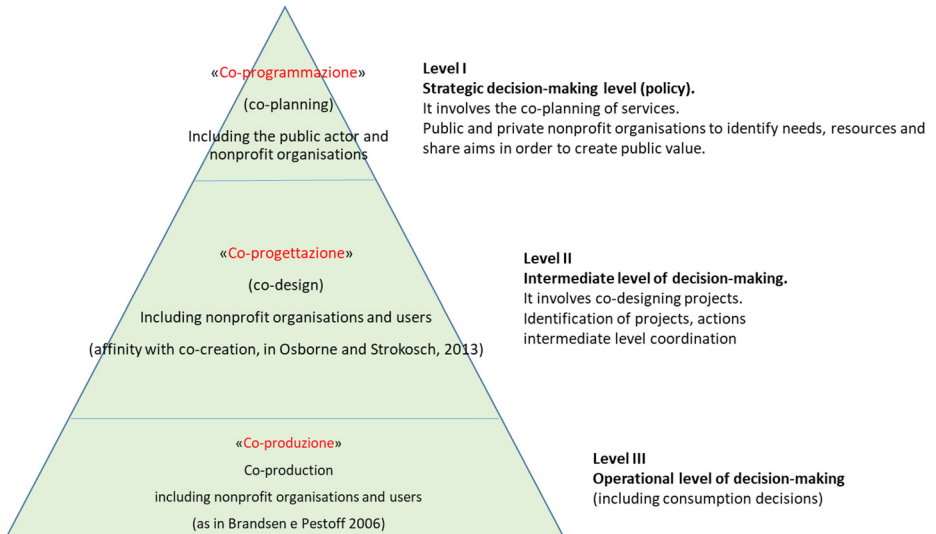 «Co-programmazione»
(co-planning)
Including the public actor and
nonprofit organisations
Level I
Strategic decision-making level (policy).
It involves the co-planning of services.
Public and private nonprofit organisations to identify needs, resources and
share aims in order to create public value.
«Co-progettazione»
(co-design)
Including nonprofit organisations and users
(affinity with co-creation, in Osborne and Strokosch, 2013)
Level II
Intermediate level of decision-making.
It involves co-designing projects.
Identification of projects, actions
intermediate level coordination
«Co-produzione»
Co-production
including nonprofit organisations and users
(as in Brandsen e Pestoff 2006)
Level III
Operational level of decision-making
(including consumption decisions)